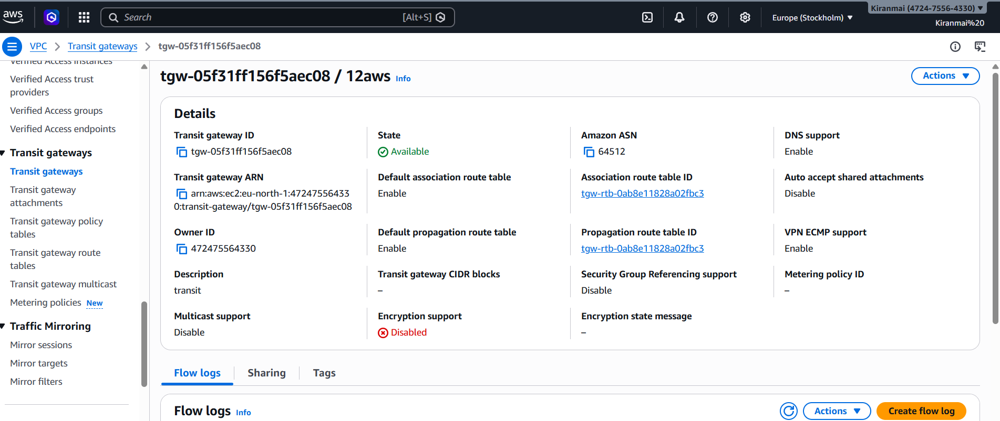 aws
Search
[Alt+S]
Europe (Stockholm)
Kiranmai (4724-7556-4330)
Kiranmai%20
VPC
Transit gateways
tgw-05f31ff156f5aec08
Verified Access instances
Verified Access trust
providers
Verified Access groups
Verified Access endpoints
Transit gateways
Transit gateways
Transit gateway
attachments
Transit gateway policy
tables
Transit gateway route
tables
Transit gateway multicast
Metering policies New
Traffic Mirroring
Mirror sessions
Mirror targets
Mirror filters
tgw-05f31ff156f5aec08 / 12aws Info
Actions
Details
Transit gateway ID
tgw-05f31ff156f5aec08
State
Available
Amazon ASN
64512
DNS support
Enable
Transit gateway ARN
arn:aws:ec2:eu-north-1:47247556433
0:transit-gateway/tgw-05f31ff156f5aec08
Default association route table
Enable
Association route table ID
tgw-rtb-0ab8e11828a02fbc3
Auto accept shared attachments
Disable
Owner ID
472475564330
Default propagation route table
Enable
Propagation route table ID
tgw-rtb-0ab8e11828a02fbc3
VPN ECMP support
Enable
Description
transit
Transit gateway CIDR blocks
–
Security Group Referencing support
Disable
Metering policy ID
–
Multicast support
Disable
Encryption support
Disabled
Encryption state message
–
Flow logs
Sharing
Tags
Flow logs Info
Actions
Create flow log